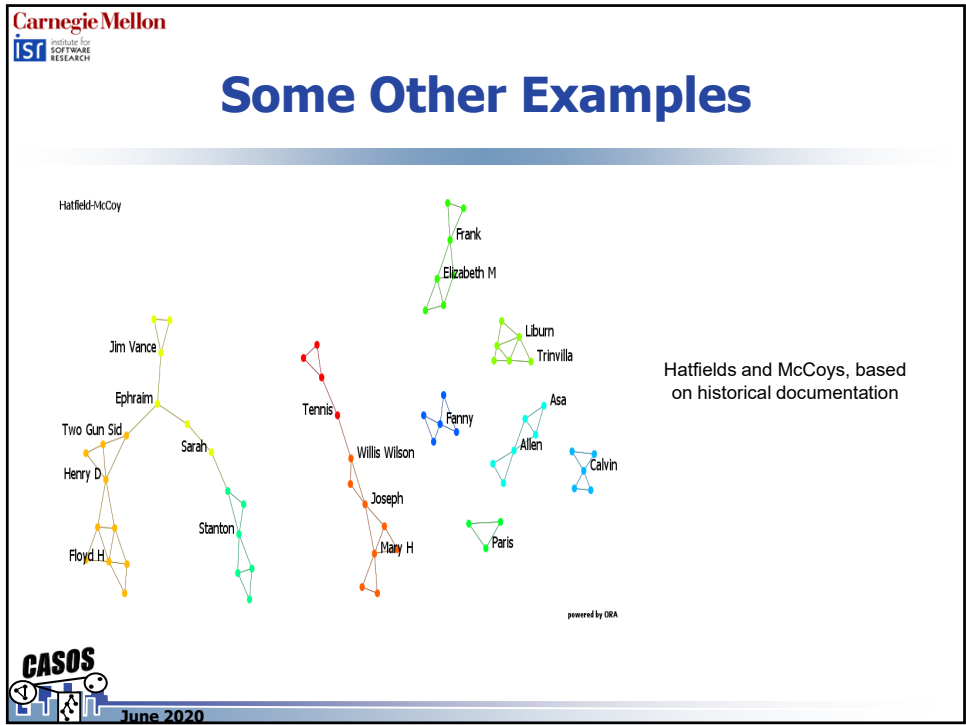 Carnegie Mellon
isr institute for
SOFTWARE
RESEARCH
Some Other Examples
Hatfield-McCoy
Frank
Elizabeth M
Jim Vance
Liburn
Trinvilla
Hatfields and McCoys, based
on historical documentation
Ephraim
Tennis
Asa
Two Gun Sid
Fanny
Sarah
Willis Wilson
Allen
Henry D
Calvin
Joseph
Stanton
Floyd H
Mary H
Paris
powered by ORA
CASOS
June 2020